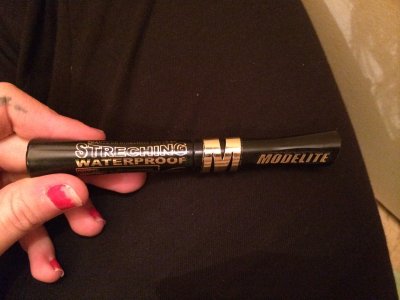 STRECHING
WATERPROOF
M
MODELITE